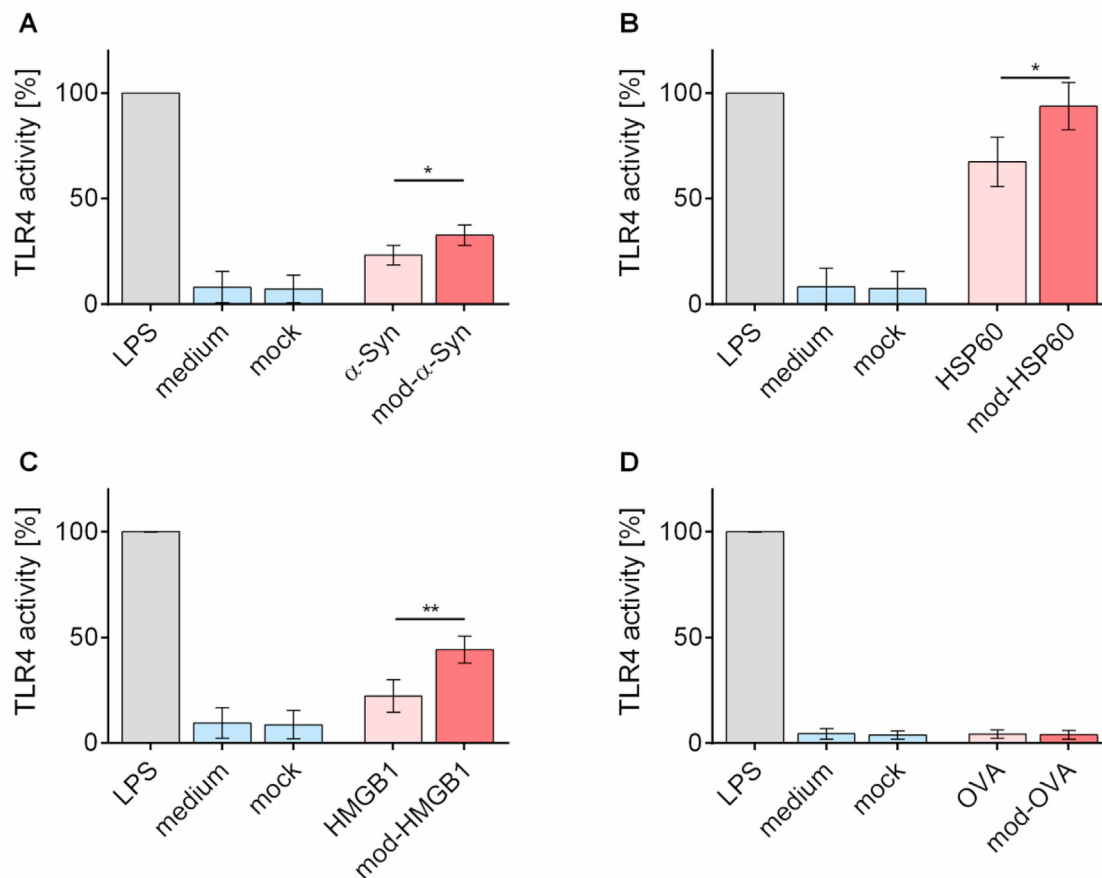 A
TLR4 activity [%]
100
50
0
*
LPS
medium
mock
α-Syn
mod-α-Syn
B
TLR4 activity [%]
100
50
0
*
LPS
medium
mock
HSP60
mod-HSP60
C
TLR4 activity [%]
100
50
0
**
LPS
medium
mock
HMGB1
mod-HMGB1
D
TLR4 activity [%]
100
50
0
LPS
medium
mock
OVA
mod-OVA